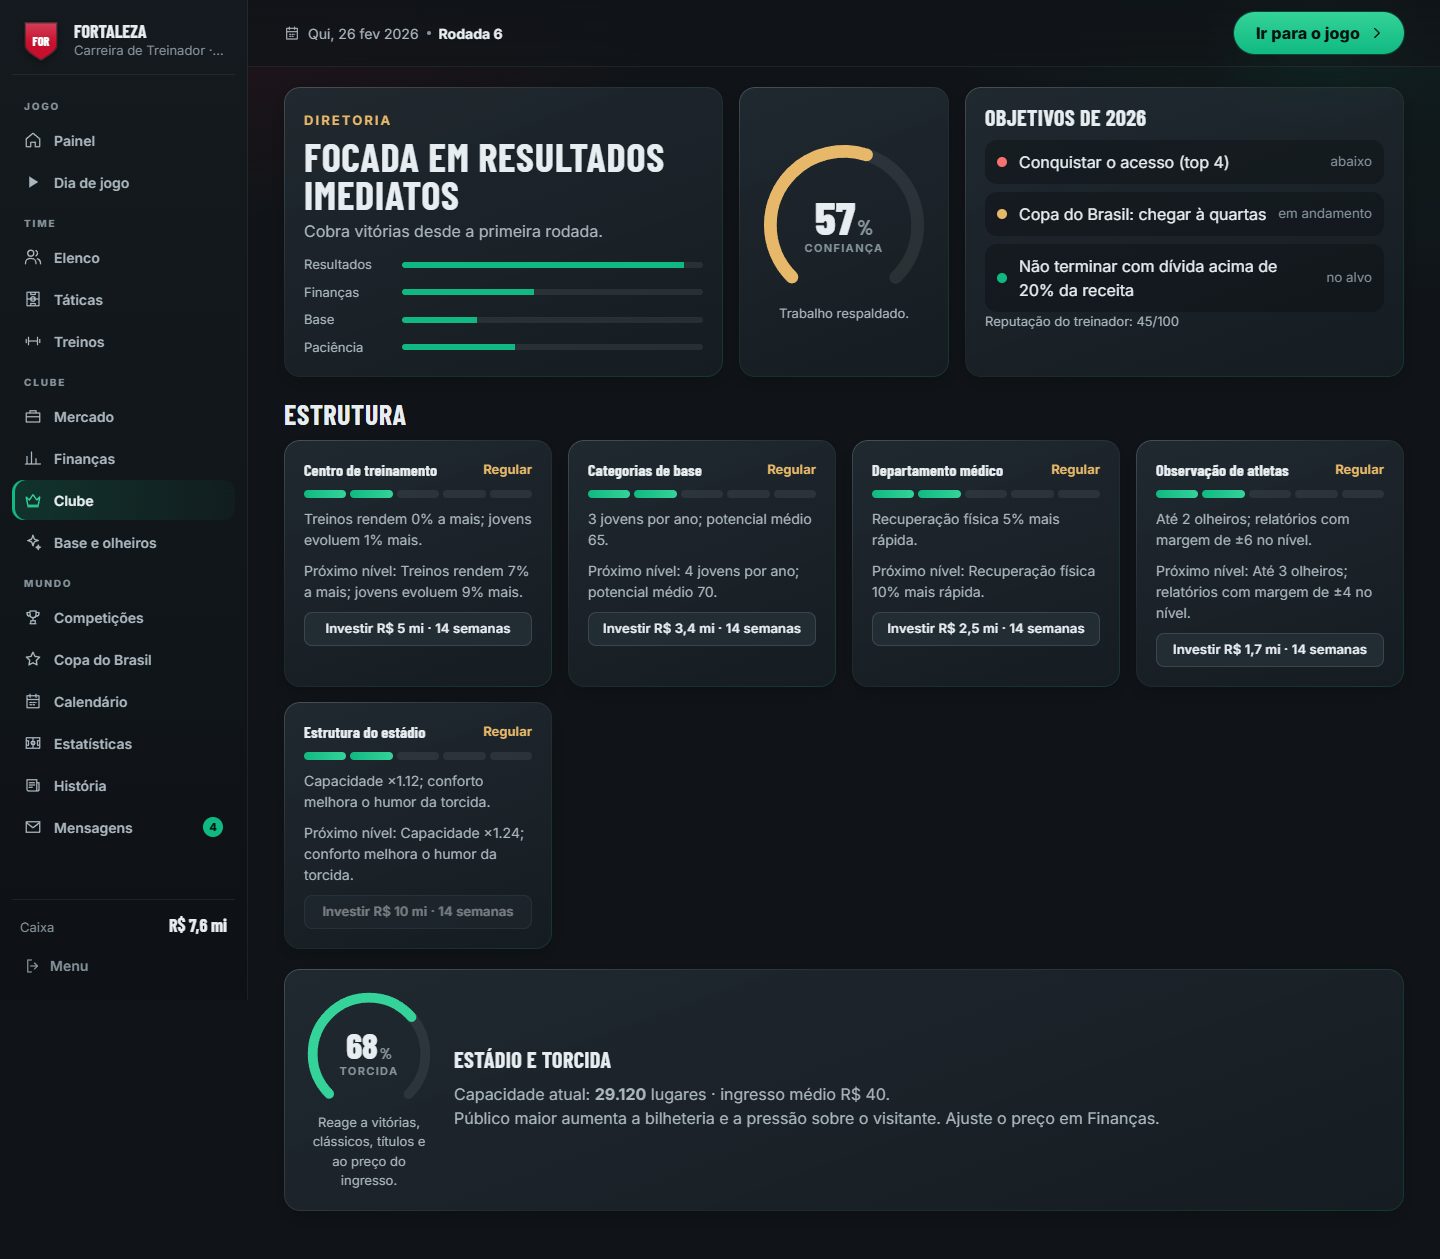 FOR
FORTALEZA
Carreira de Treinador ·...
JOGO
Painel
Dia de jogo
TIME
Elenco
Táticas
Treinos
CLUBE
Mercado
Finanças
Clube
Base e olheiros
MUNDO
Competições
Copa do Brasil
Calendário
Estatísticas
História
Mensagens 4
Caixa R$ 7,6 mi
Menu
Qui, 26 fev 2026 • Rodada 6
Ir para o jogo
DIRETORIA
FOCADA EM RESULTADOS
IMEDIATOS
Cobra vitórias desde a primeira rodada.
Resultados
Finanças
Base
Paciência
57%
CONFIANÇA
Trabalho respaldado.
OBJETIVOS DE 2026
Conquistar o acesso (top 4) abaixo
Copa do Brasil: chegar à quartas em andamento
Não terminar com dívida acima de
20% da receita
no alvo
Reputação do treinador: 45/100
ESTRUTURA
Centro de treinamento Regular
Treinos rendem 0% a mais; jovens
evoluem 1% mais.
Próximo nível: Treinos rendem 7%
a mais; jovens evoluem 9% mais.
Investir R$ 5 mi · 14 semanas
Categorias de base Regular
3 jovens por ano; potencial médio
65.
Próximo nível: 4 jovens por ano;
potencial médio 70.
Investir R$ 3,4 mi · 14 semanas
Departamento médico Regular
Recuperação física 5% mais
rápida.
Próximo nível: Recuperação física
10% mais rápida.
Investir R$ 2,5 mi · 14 semanas
Observação de atletas Regular
Até 2 olheiros; relatórios com
margem de ±6 no nível.
Próximo nível: Até 3 olheiros;
relatórios com margem de ±4 no
nível.
Investir R$ 1,7 mi · 14 semanas
Estrutura do estádio Regular
Capacidade ×1.12; conforto
melhora o humor da torcida.
Próximo nível: Capacidade ×1.24;
conforto melhora o humor da
torcida.
Investir R$ 10 mi · 14 semanas
68%
TORCIDA
Reage a vitórias,
clássicos, títulos e
ao preço do
ingresso.
ESTÁDIO E TORCIDA
Capacidade atual: 29.120 lugares · ingresso médio R$ 40.
Público maior aumenta a bilheteria e a pressão sobre o visitante. Ajuste o preço em Finanças.